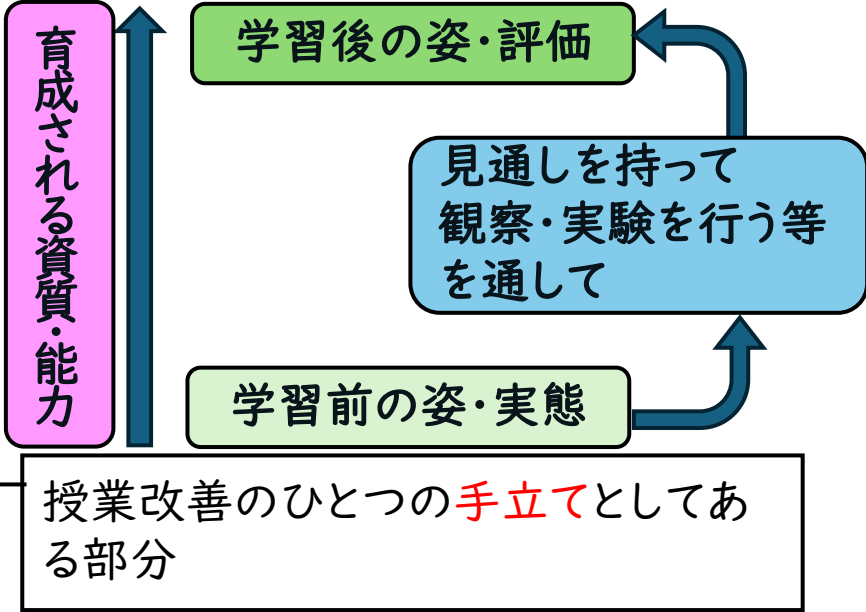 育成される資質・能力
学習後の姿・評価
見通しを持って
観察・実験を行う等
を通して
学習前の姿・実態
授業改善のひとつの手立てとしてあ
る部分